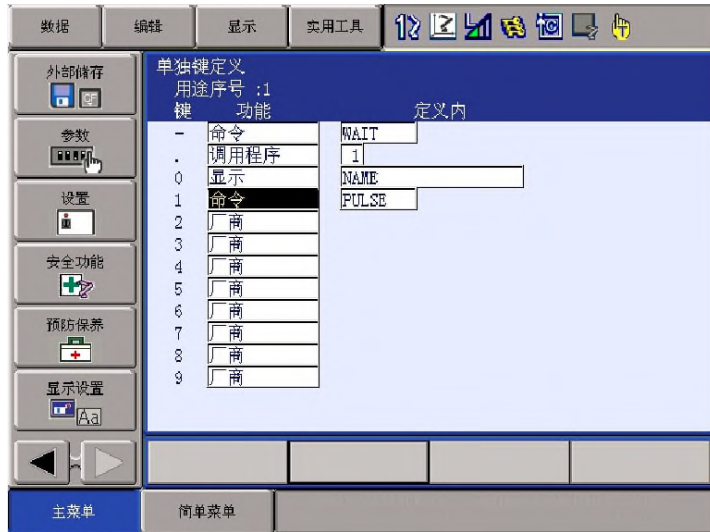 数据 编辑 显示 实用工具
外部储存
参数
设置
安全功能
预防保养
显示设置
Aa
单独键定义
用途序号 :1
键 功能 定义内
- 命令 WAIT
. 调用程序 1
0 显示 NAME
1 命令 PULSE
2 厂商
3 厂商
4 厂商
5 厂商
6 厂商
7 厂商
8 厂商
9 厂商
主菜单 简单菜单